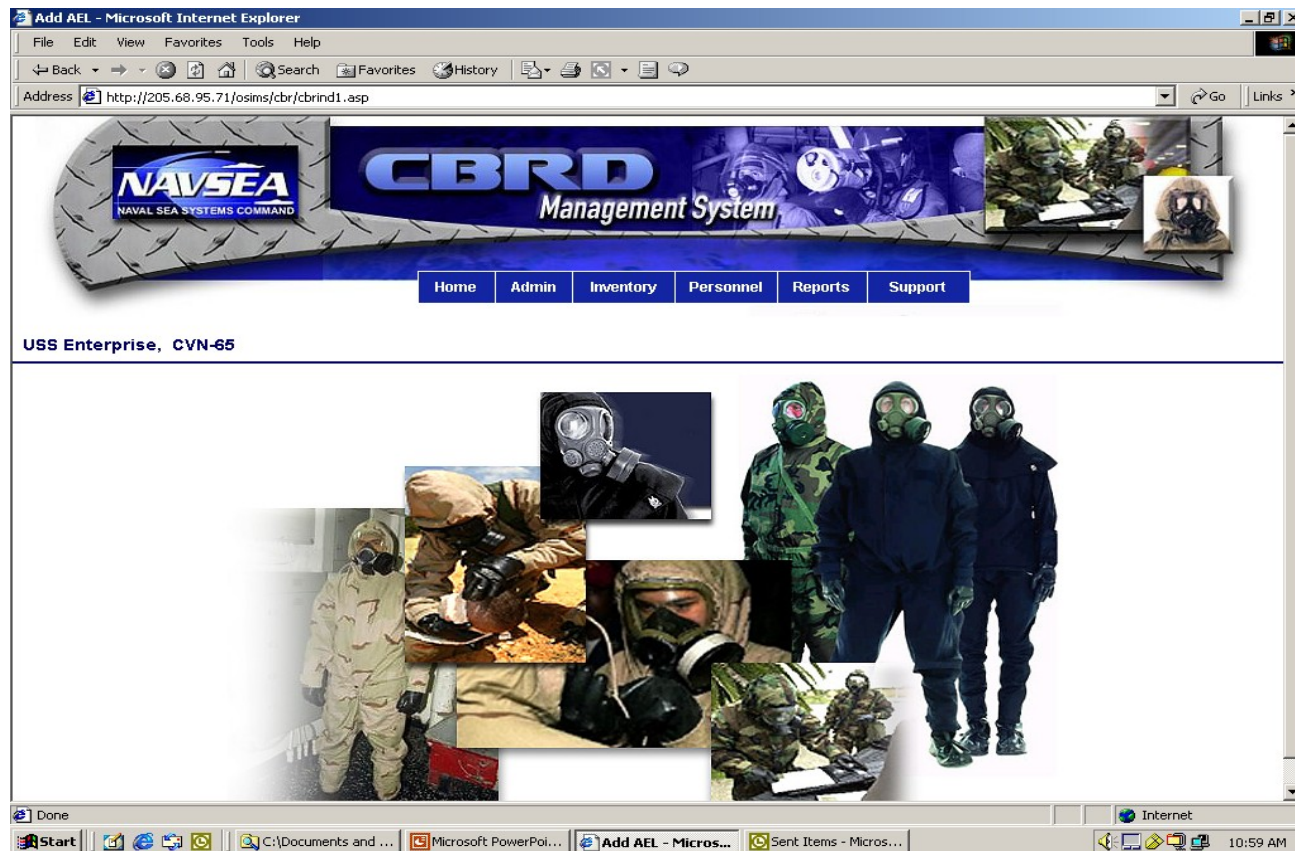 Add AEL - Microsoft Internet Explorer
File Edit View Favorites Tools Help
Back Search Favorites History
Address http://205.68.95.71/osims/cbr/cbrind1.asp Go Links
NAVSEA
NAVAL SEA SYSTEMS COMMAND
CBRD
Management System
Home Admin Inventory Personnel Reports Support
USS Enterprise, CVN-65
Done Internet
Start C:\Documents and ... Microsoft PowerPoi... Add AEL - Micros... Sent Items - Micros... 10:59 AM